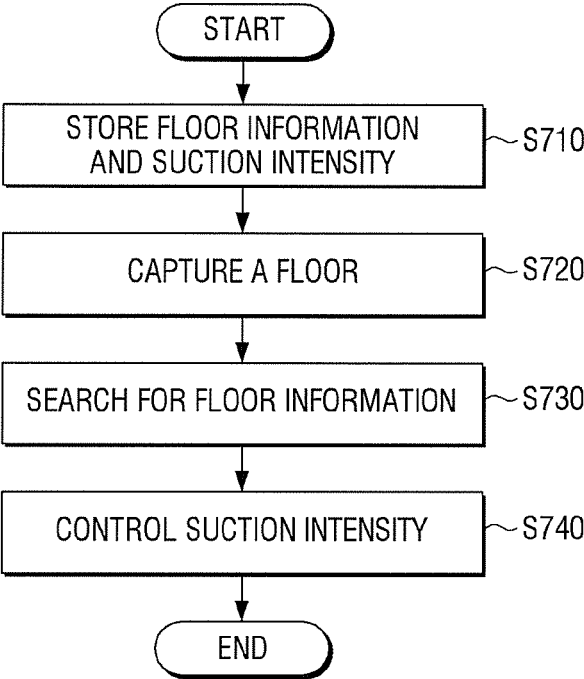 START
STORE FLOOR INFORMATION
AND SUCTION INTENSITY
S710
CAPTURE A FLOOR
S720
SEARCH FOR FLOOR INFORMATION
S730
CONTROL SUCTION INTENSITY
S740
END